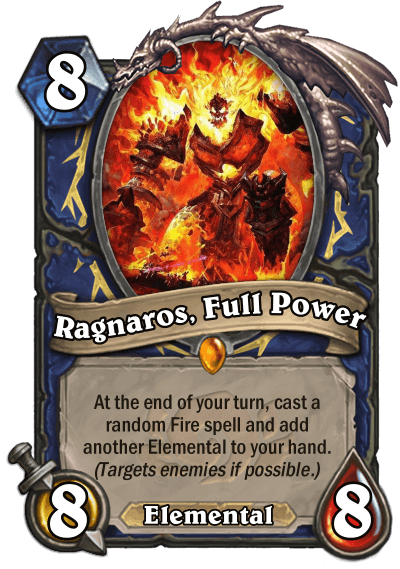 8
Ragnaros, Full Power
At the end of your turn, cast a
random Fire spell and add
another Elemental to your hand.
(Targets enemies if possible.)
8
Elemental
8